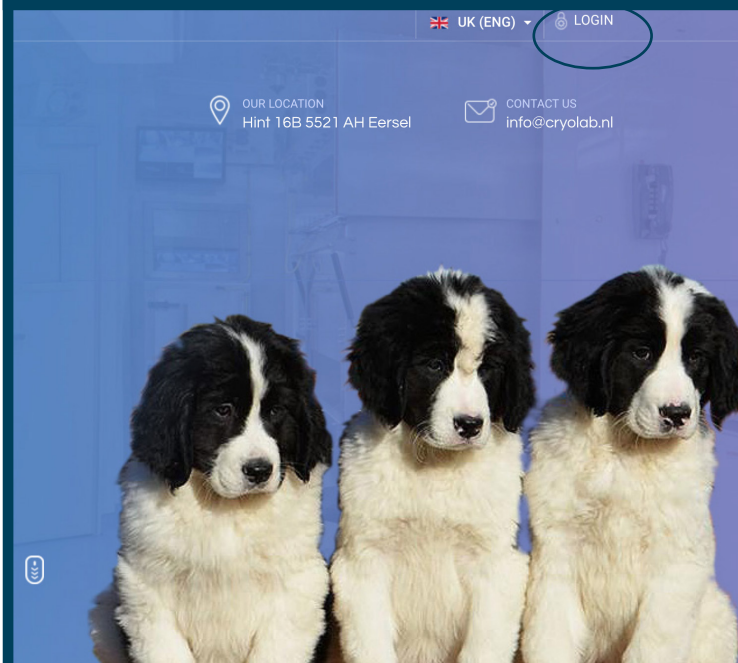 UK (ENG)
LOGIN
OUR LOCATION
Hint 16B 5521 AH Eersel
CONTACT US
info@cryolab.nl